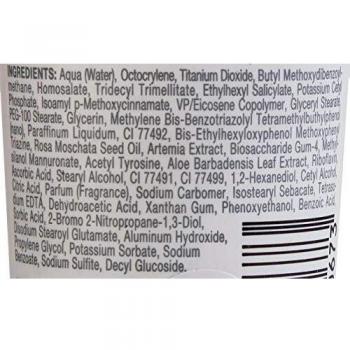 INGREDIENTS: Aqua (Water), Octocrylene, Titanium Dioxide, Butyl Methoxydibenzoyl-
methane, Homosalate, Tridecyl Trimellitate, Ethylhexyl Salicylate, Potassium Cetyl
Phosphate, Isoamyl p-Methoxycinnamate, VP/Eicosene Copolymer, Glyceryl Stearate,
PEG-100 Stearate, Glycerin, Methylene Bis-Benzotriazolyl Tetramethylbutylphenol
Paraffinum Liquidum, CI 77492, Bis-Ethylhexyloxyphenol Methoxyphenyl
Rosa Moschata Seed Oil, Artemia Extract, Biosaccharide Gum-4, Methyl-
silanol Mannuronate, Acetyl Tyrosine, Aloe Barbadensis Leaf Extract, Riboflavin,
Ascorbic Acid, Stearyl Alcohol, CI 77491, CI 77499, 1,2-Hexanediol, Cetyl Alcohol,
Citric Acid, Parfum (Fragrance), Sodium Carbomer, Isostearyl Sebacate, Tetraso-
dium EDTA, Dehydroacetic Acid, Xanthan Gum, Phenoxyethanol, Benzoic Acid,
Sorbic Acid, 2-Bromo 2-Nitroppopane-1,3-Diol,
Disodium Stearoyl Glutamate, Aluminum Hydroxide,
Propylene Glycol, Potassium Sorbate, Sodium
Benzoate, Sodium Sulfite, Decyl Glucoside.